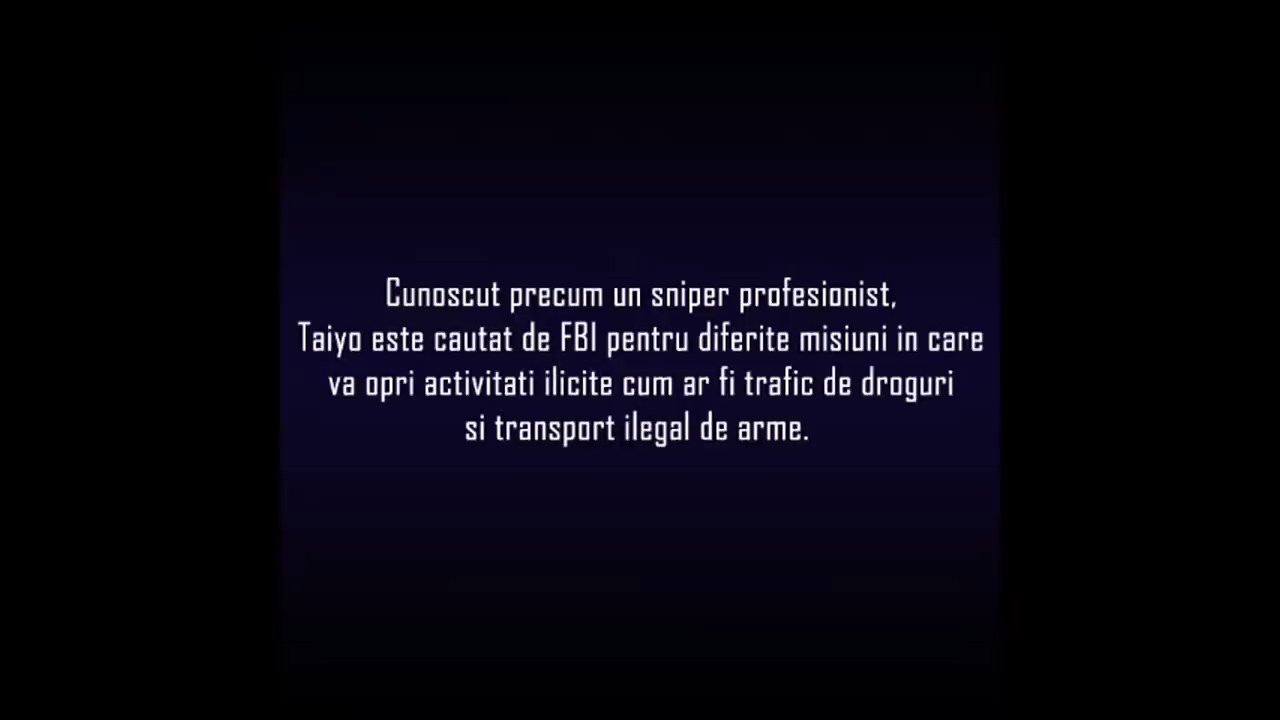 Cunoscut precum un sniper profesionist,
Taiyo este cautat de FBI pentru diferite misiuni in care
va opri activitati ilicite cum ar fi trafic de droguri
si transport ilegal de arme.